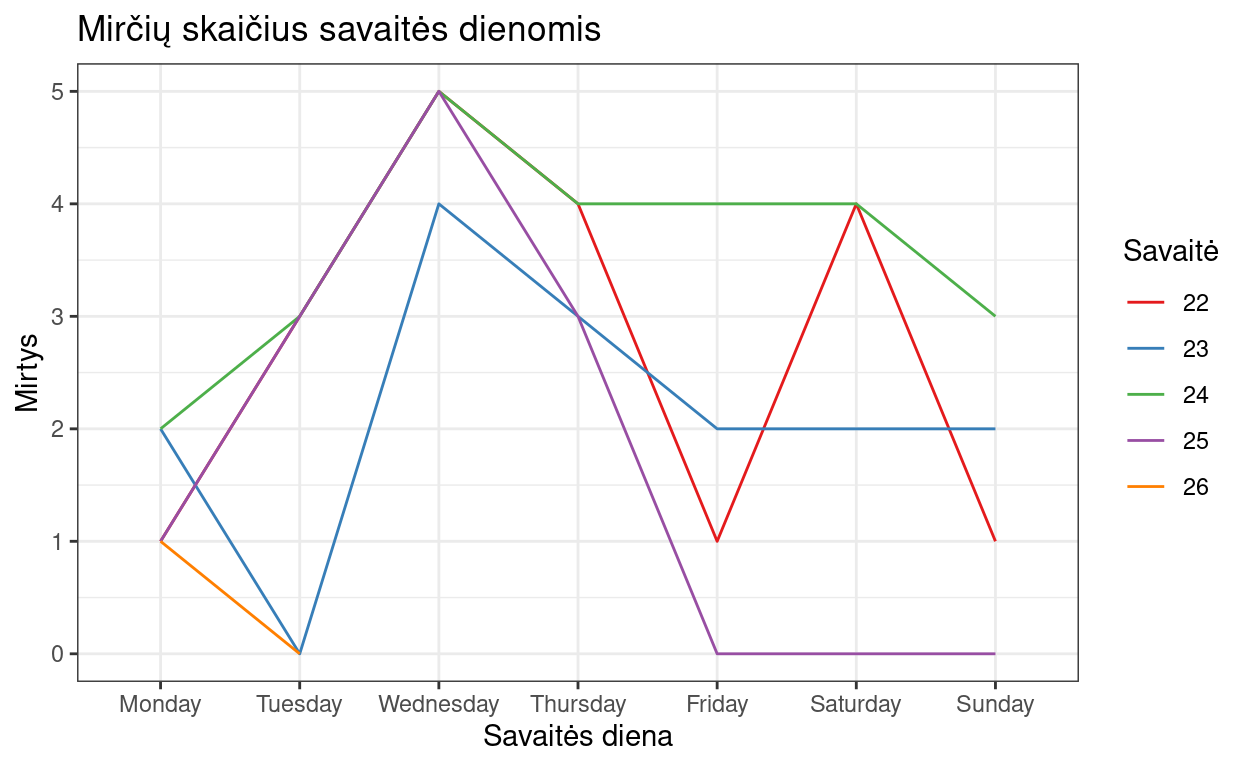 Mirčių skaičius savaitės dienomis
Mirtys
5
4
3
2
1
0
Monday Tuesday Wednesday Thursday Friday Saturday Sunday
Savaitės diena
Savaitė
22
23
24
25
26